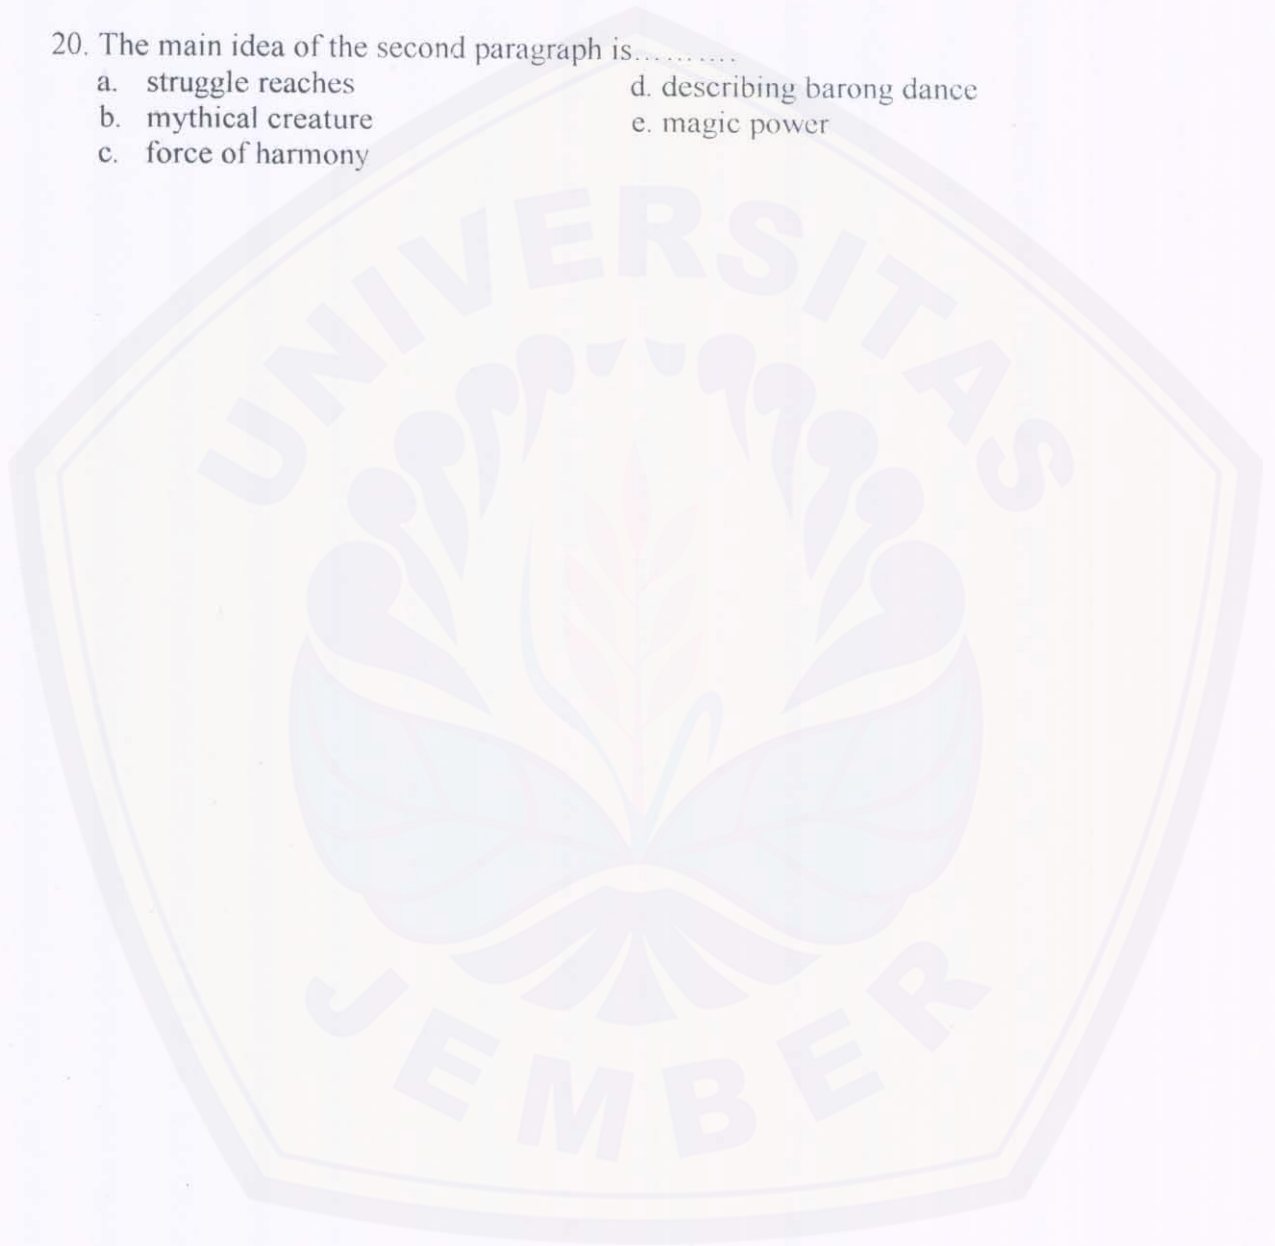 20. The main idea of the second paragraph is..........
a. struggle reaches
b. mythical creature
c. force of harmony
d. describing barong dance
e. magic power
UNIVERSITAS
JEMBER